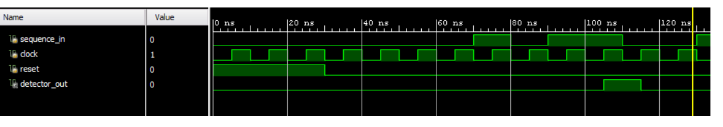 Name Value
0 ns 20 ns 40 ns 60 ns 80 ns 100 ns 120 ns
sequence_in 0
clock 1
reset 0
detector_out 0